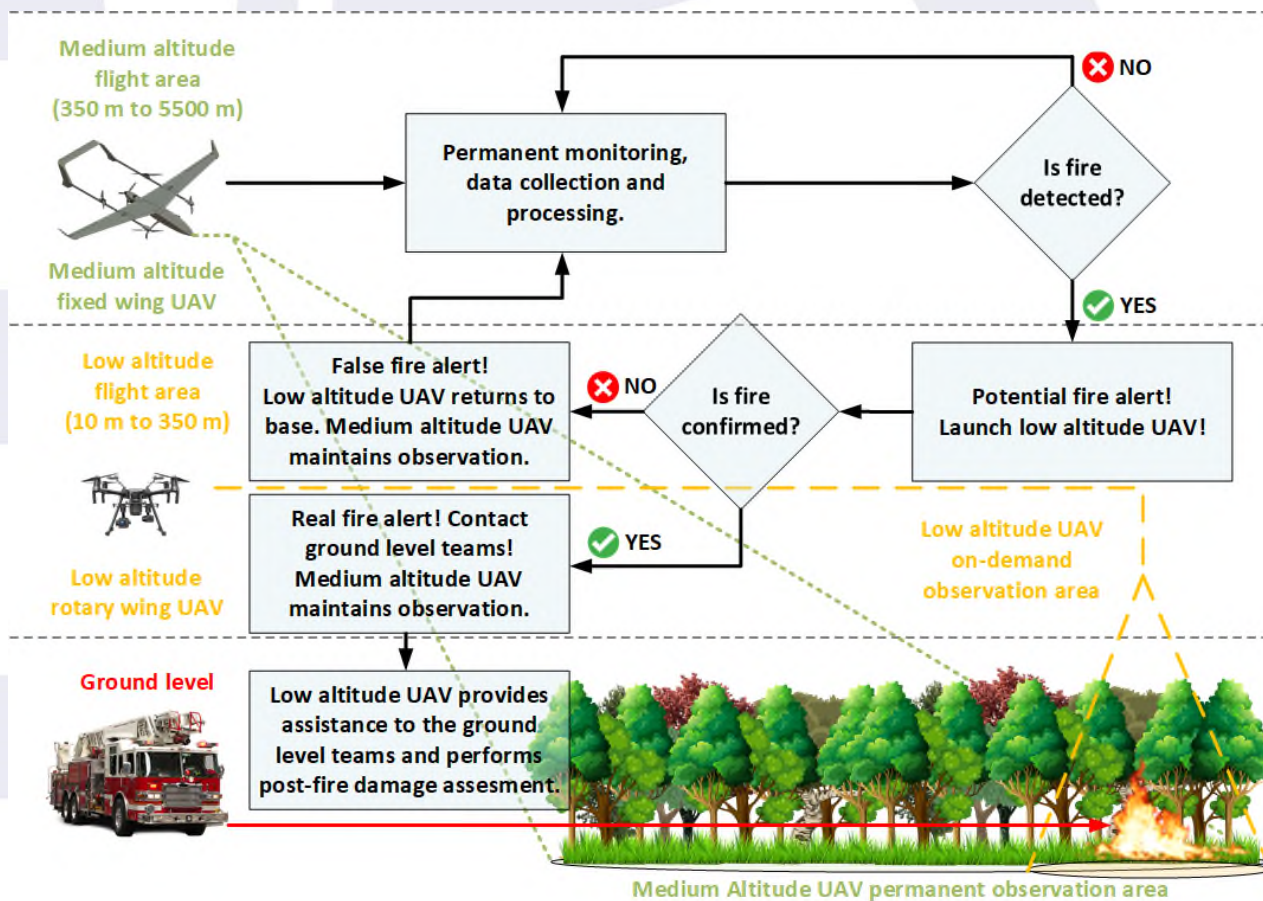 Medium altitude
flight area
(350 m to 5500 m)
Medium altitude
fixed wing UAV
Permanent monitoring,
data collection and
processing.
NO
Is fire
detected?
YES
Low altitude
flight area
(10 m to 350 m)
Low altitude
rotary wing UAV
False fire alert!
Low altitude UAV returns to
base. Medium altitude UAV
maintains observation.
NO
Is fire
confirmed?
Potential fire alert!
Launch low altitude UAV!
Real fire alert! Contact
ground level teams!
Medium altitude UAV
maintains observation.
YES
Low altitude UAV
on-demand
observation area
Ground level
Low altitude UAV provides
assistance to the ground
level teams and performs
post-fire damage assesment.
Medium Altitude UAV permanent observation area